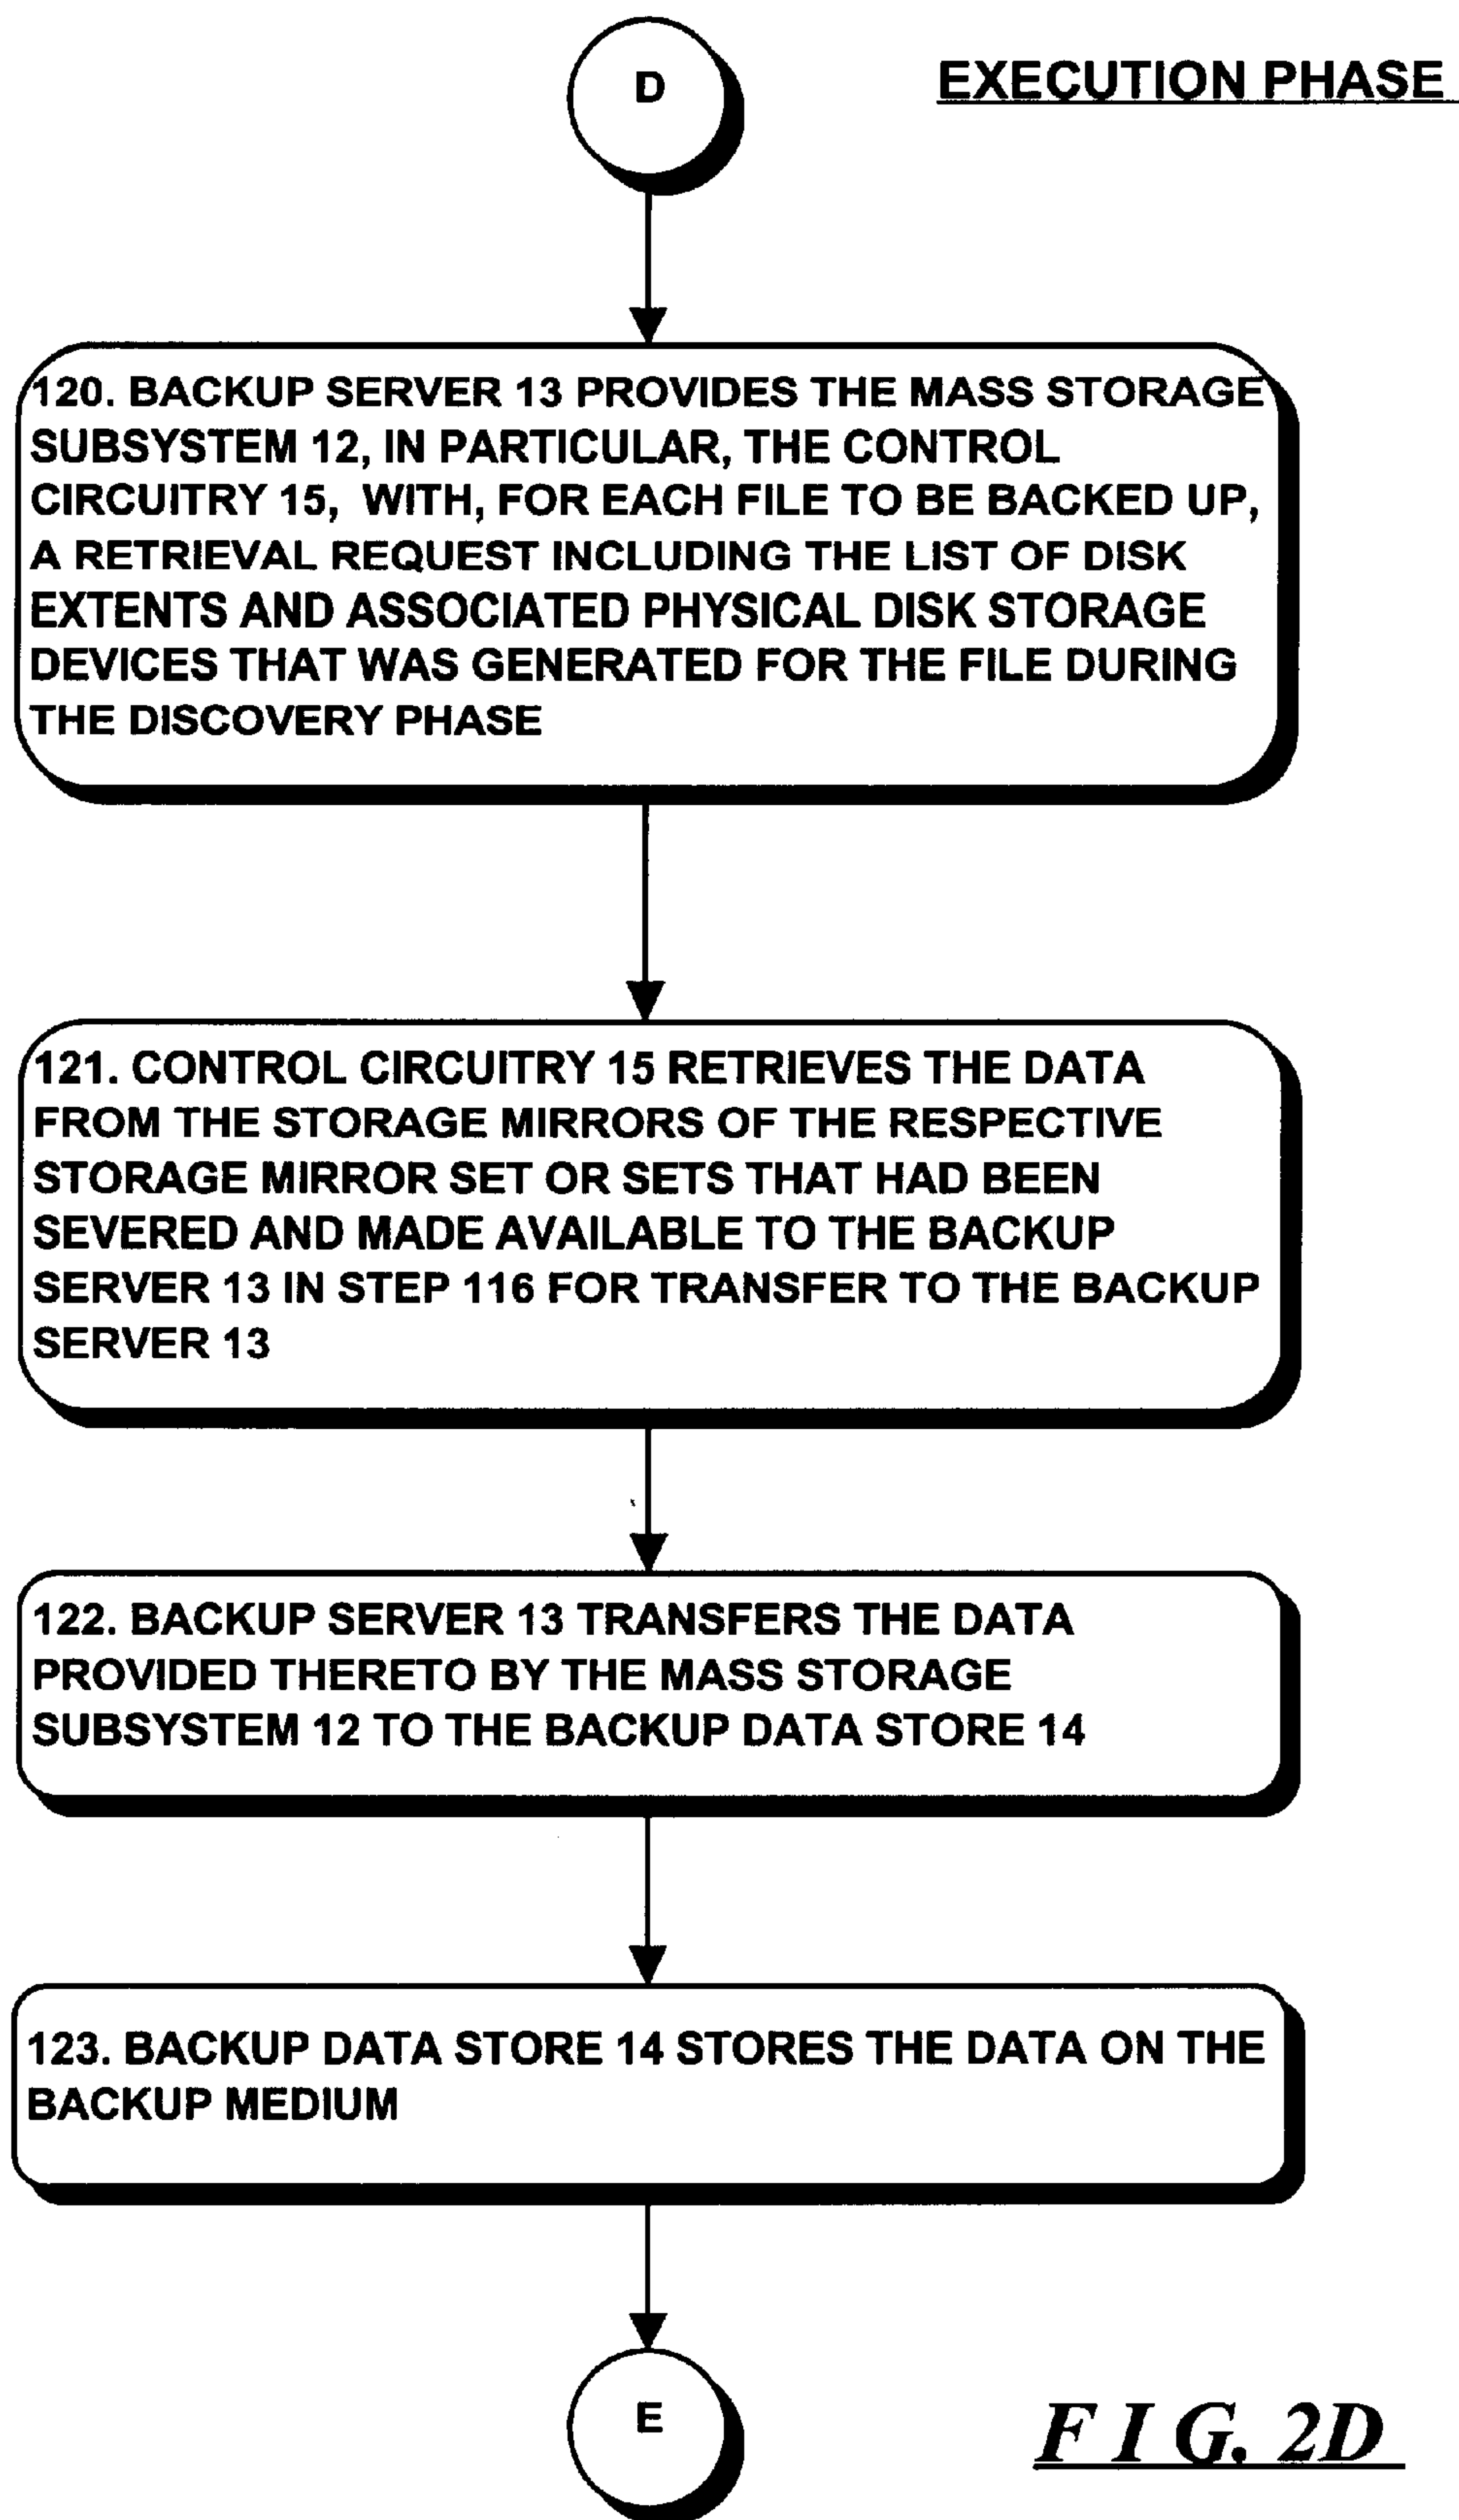 D
EXECUTION PHASE
120. BACKUP SERVER 13 PROVIDES THE MASS STORAGE
SUBSYSTEM 12, IN PARTICULAR, THE CONTROL
CIRCUITRY 15, WITH, FOR EACH FILE TO BE BACKED UP,
A RETRIEVAL REQUEST INCLUDING THE LIST OF DISK
EXTENTS AND ASSOCIATED PHYSICAL DISK STORAGE
DEVICES THAT WAS GENERATED FOR THE FILE DURING
THE DISCOVERY PHASE
121. CONTROL CIRCUITRY 15 RETRIEVES THE DATA
FROM THE STORAGE MIRRORS OF THE RESPECTIVE
STORAGE MIRROR SET OR SETS THAT HAD BEEN
SEVERED AND MADE AVAILABLE TO THE BACKUP
SERVER 13 IN STEP 116 FOR TRANSFER TO THE BACKUP
SERVER 13
122. BACKUP SERVER 13 TRANSFERS THE DATA
PROVIDED THERETO BY THE MASS STORAGE
SUBSYSTEM 12 TO THE BACKUP DATA STORE 14
123. BACKUP DATA STORE 14 STORES THE DATA ON THE
BACKUP MEDIUM
E
FIG. 2D